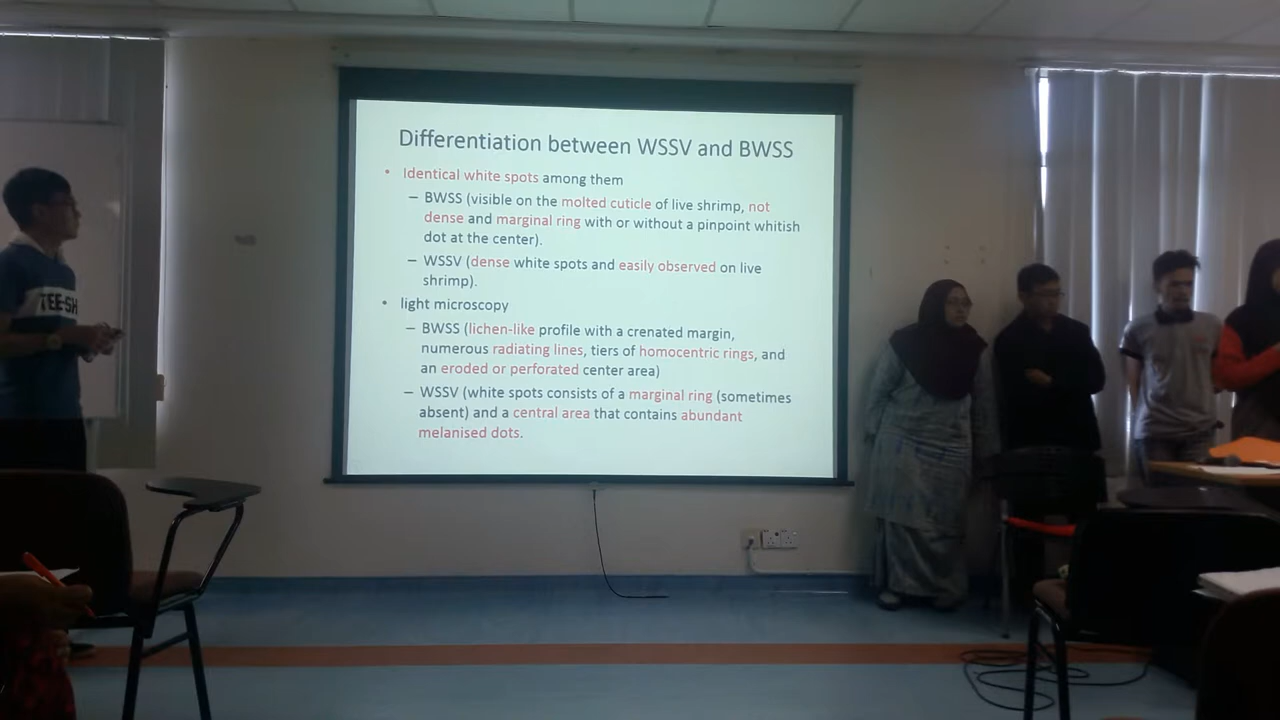 Differentiation between WSSV and BWSS
• Identical white spots among them
– BWSS (visible on the molted cuticle of live shrimp, not
dense and marginal ring with or without a pinpoint whitish
dot at the center).
– WSSV (dense white spots and easily observed on live
shrimp).
• light microscopy
– BWSS (lichen-like profile with a crenated margin,
numerous radiating lines, tiers of homocentric rings, and
an eroded or perforated center area)
– WSSV (white spots consists of a marginal ring (sometimes
absent) and a central area that contains abundant
melanised dots.
TEE-SH